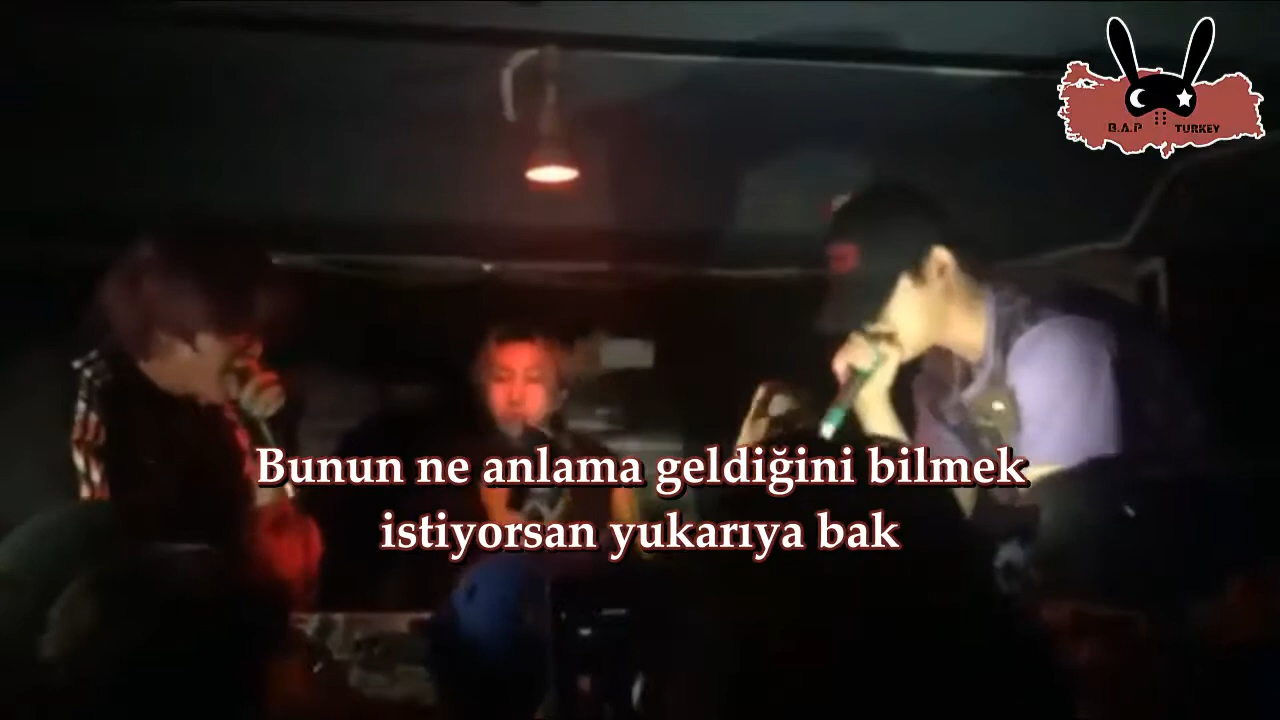 B.A.P TURKEY
Bunun ne anlama geldiğini bilmek
istiyorsan yukarıya bak